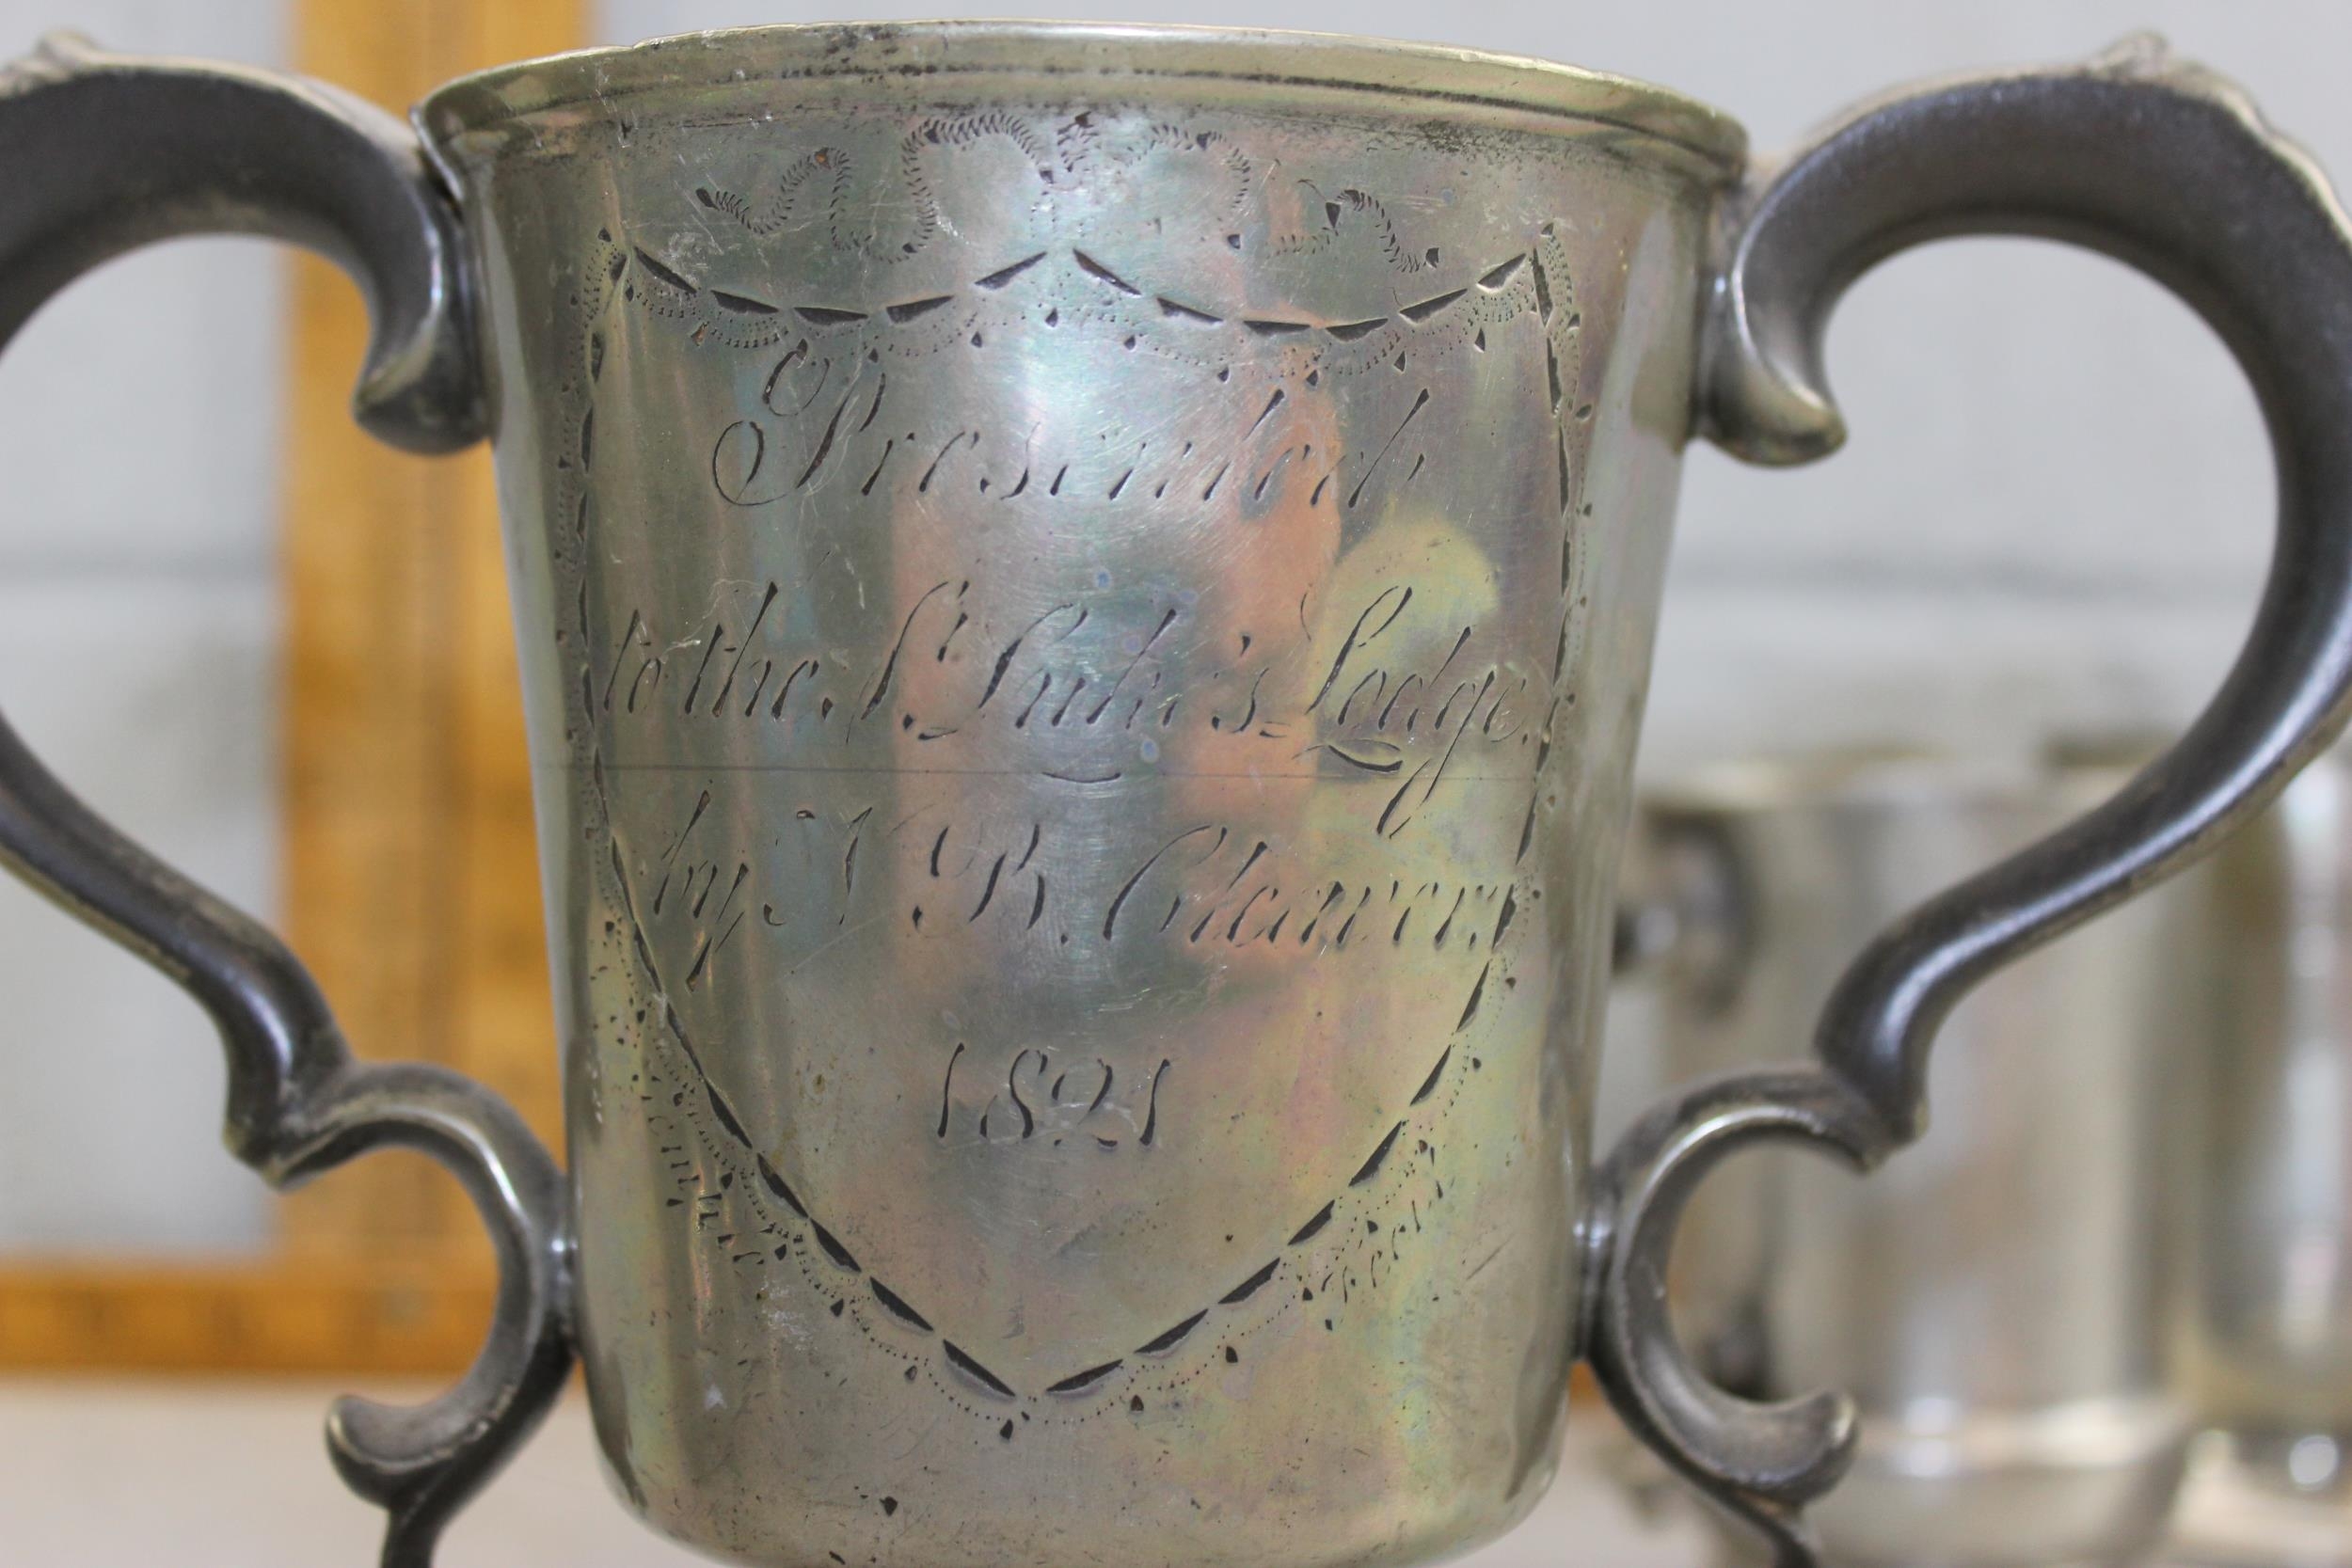 Presented
to the St Luke's Lodge.
by N B. Cleaver.
1821